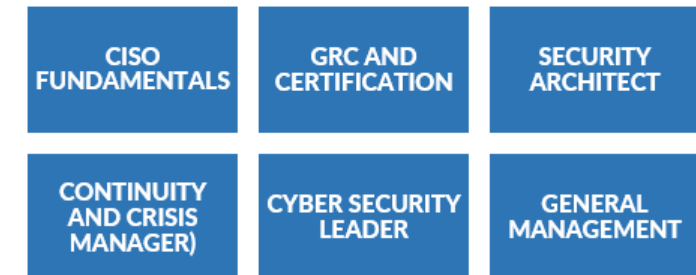 CISO
FUNDAMENTALS
GRC AND
CERTIFICATION
SECURITY
ARCHITECT
CONTINUITY
AND CRISIS
MANAGER)
CYBER SECURITY
LEADER
GENERAL
MANAGEMENT